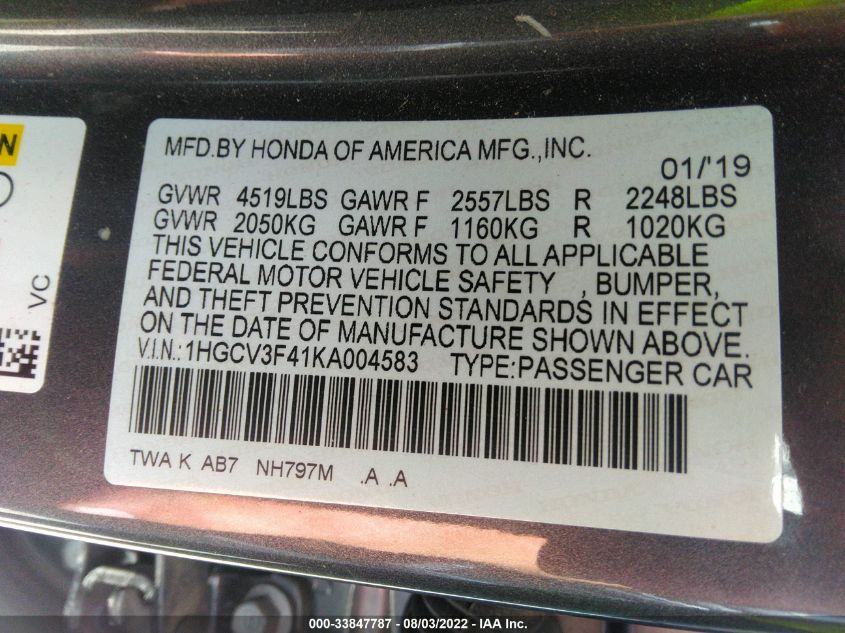 N
VC
MFD.BY HONDA OF AMERICA MFG.,INC.
01/'19
GVWR 4519LBS GAWR F 2557LBS R 2248LBS
GVWR 2050KG GAWR F 1160KG R 1020KG
THIS VEHICLE CONFORMS TO ALL APPLICABLE
FEDERAL MOTOR VEHICLE SAFETY , BUMPER,
AND THEFT PREVENTION STANDARDS IN EFFECT
ON THE DATE OF MANUFACTURE SHOWN ABOVE.
V.I.N.:1HGCV3F41KA004583 TYPE:PASSENGER CAR
TWA K AB7 NH797M .A .A
000-33847787 - 08/03/2022 - IAA Inc.